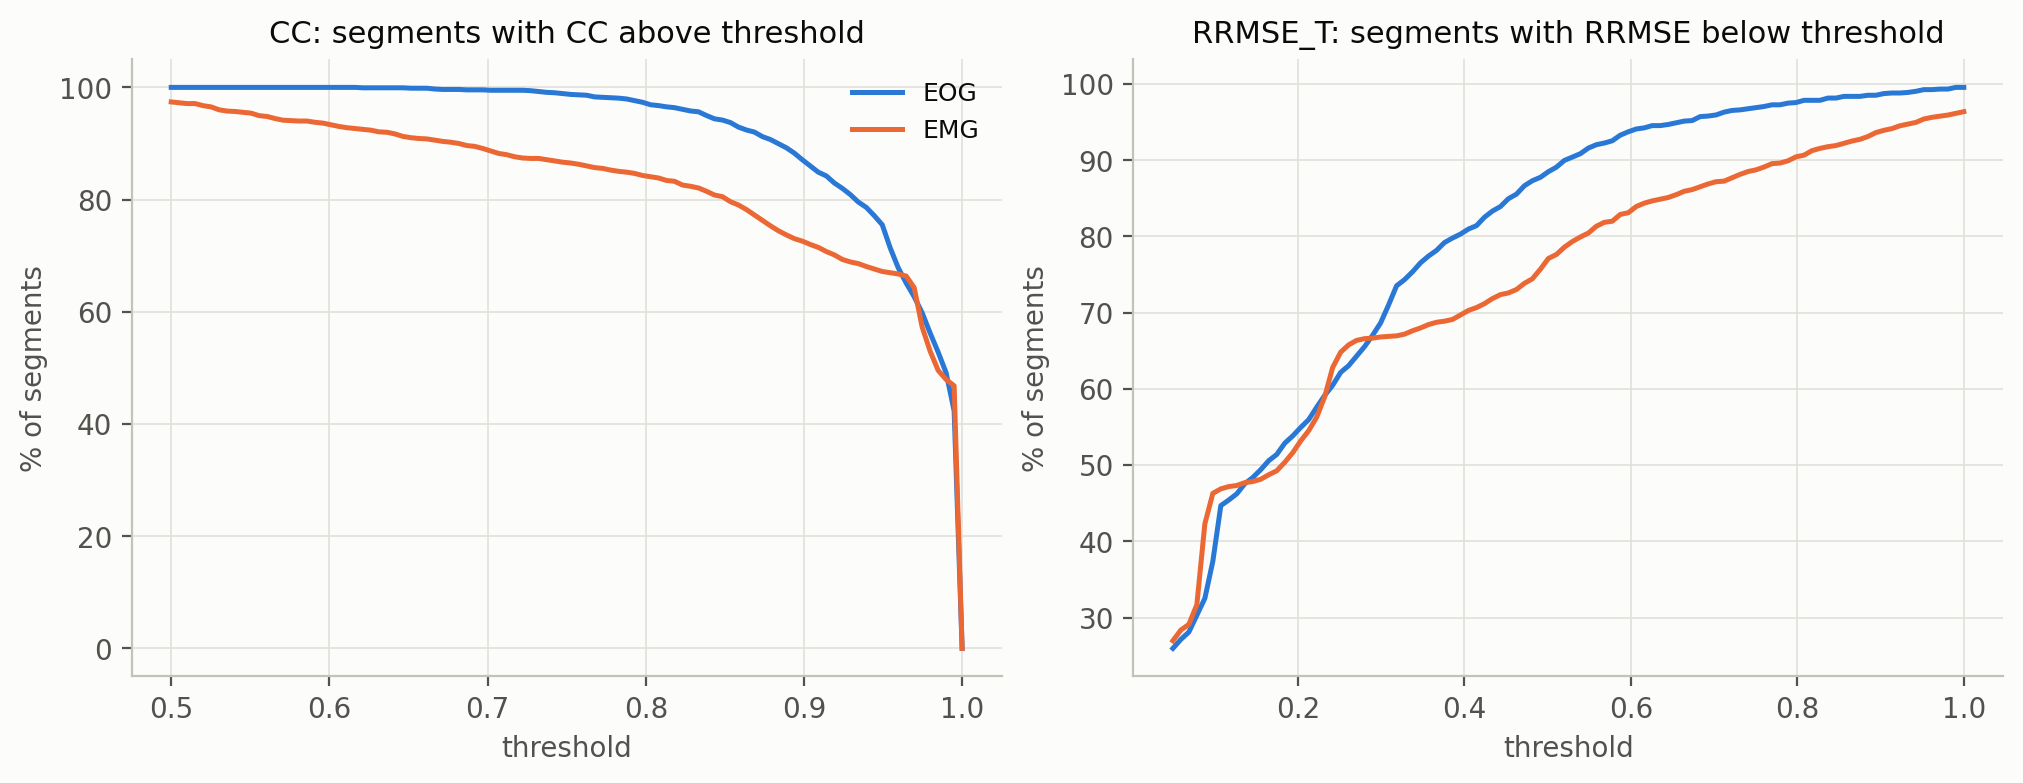 CC: segments with CC above threshold
EOG
EMG
% of segments
100
80
60
40
20
0
0.5 0.6 0.7 0.8 0.9 1.0
threshold
RRMSE_T: segments with RRMSE below threshold
% of segments
100
90
80
70
60
50
40
30
0.2 0.4 0.6 0.8 1.0
threshold